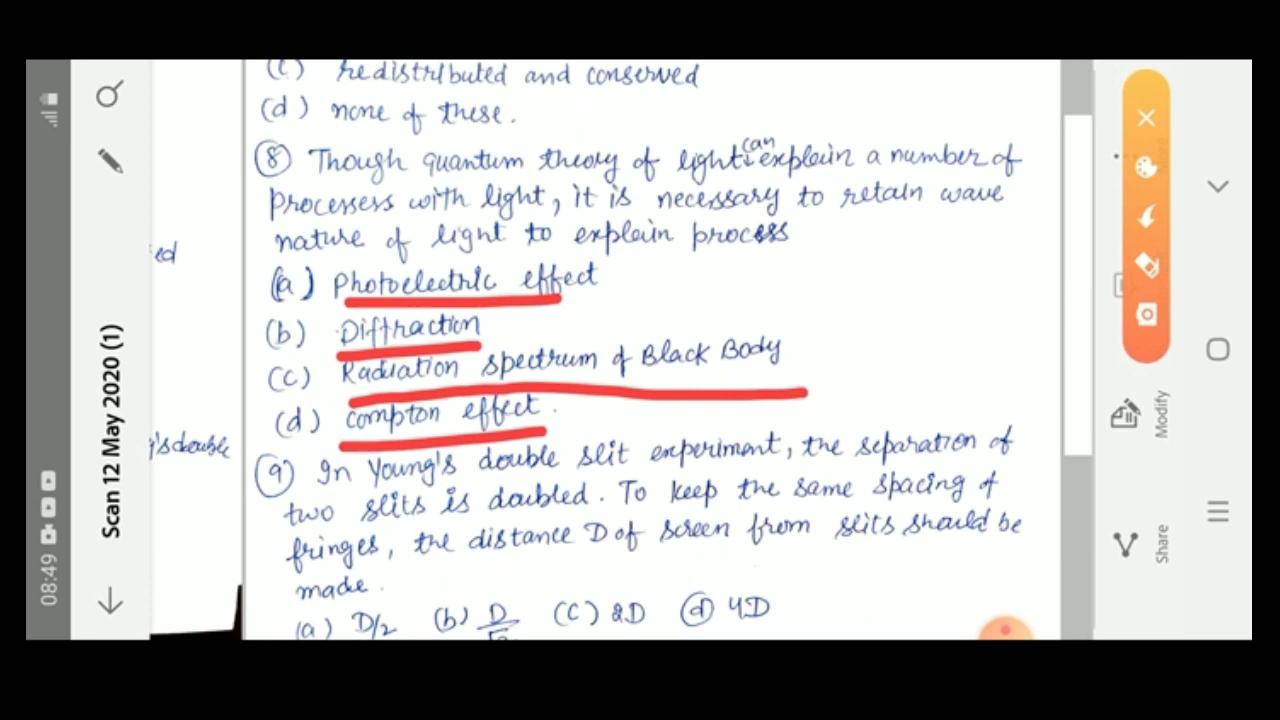 (c) redistributed and conserved
(d) none of these.
⑧ Though quantum theory of light can explain a number of
Processess with light, it is necessary to retain wave
nature of light to explain process
(a) Photoelectric effect
(b) Diffraction
(c) Radiation spectrum of Black Body
(d) compton effect.
⑨ In Young's double slit experiment, the separation of
two slits is doubled. To keep the same spacing of
fringes, the distance D of screen from slits should be
made.
(a) D/2 (b) D (c) 2D ⓓ 4D
ed
's double
Scan 12 May 2020 (1)
08:49
Modify
Share